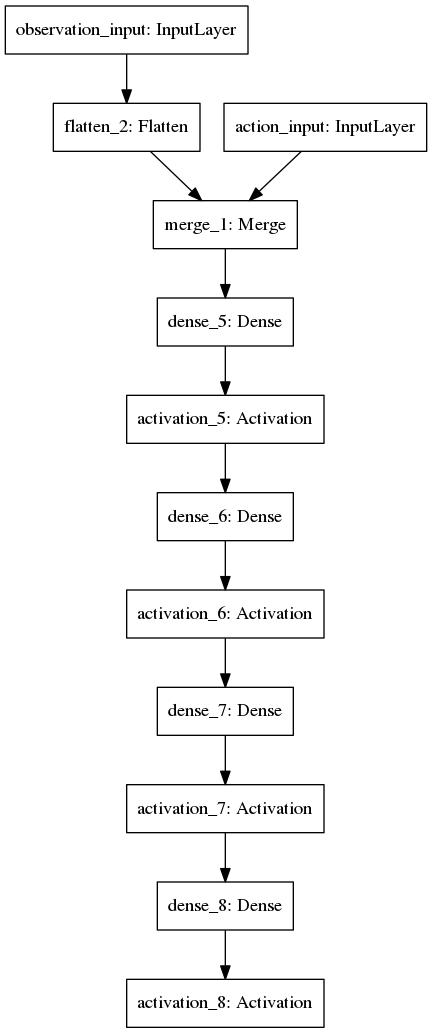 observation_input: InputLayer
flatten_2: Flatten
action_input: InputLayer
merge_1: Merge
dense_5: Dense
activation_5: Activation
dense_6: Dense
activation_6: Activation
dense_7: Dense
activation_7: Activation
dense_8: Dense
activation_8: Activation